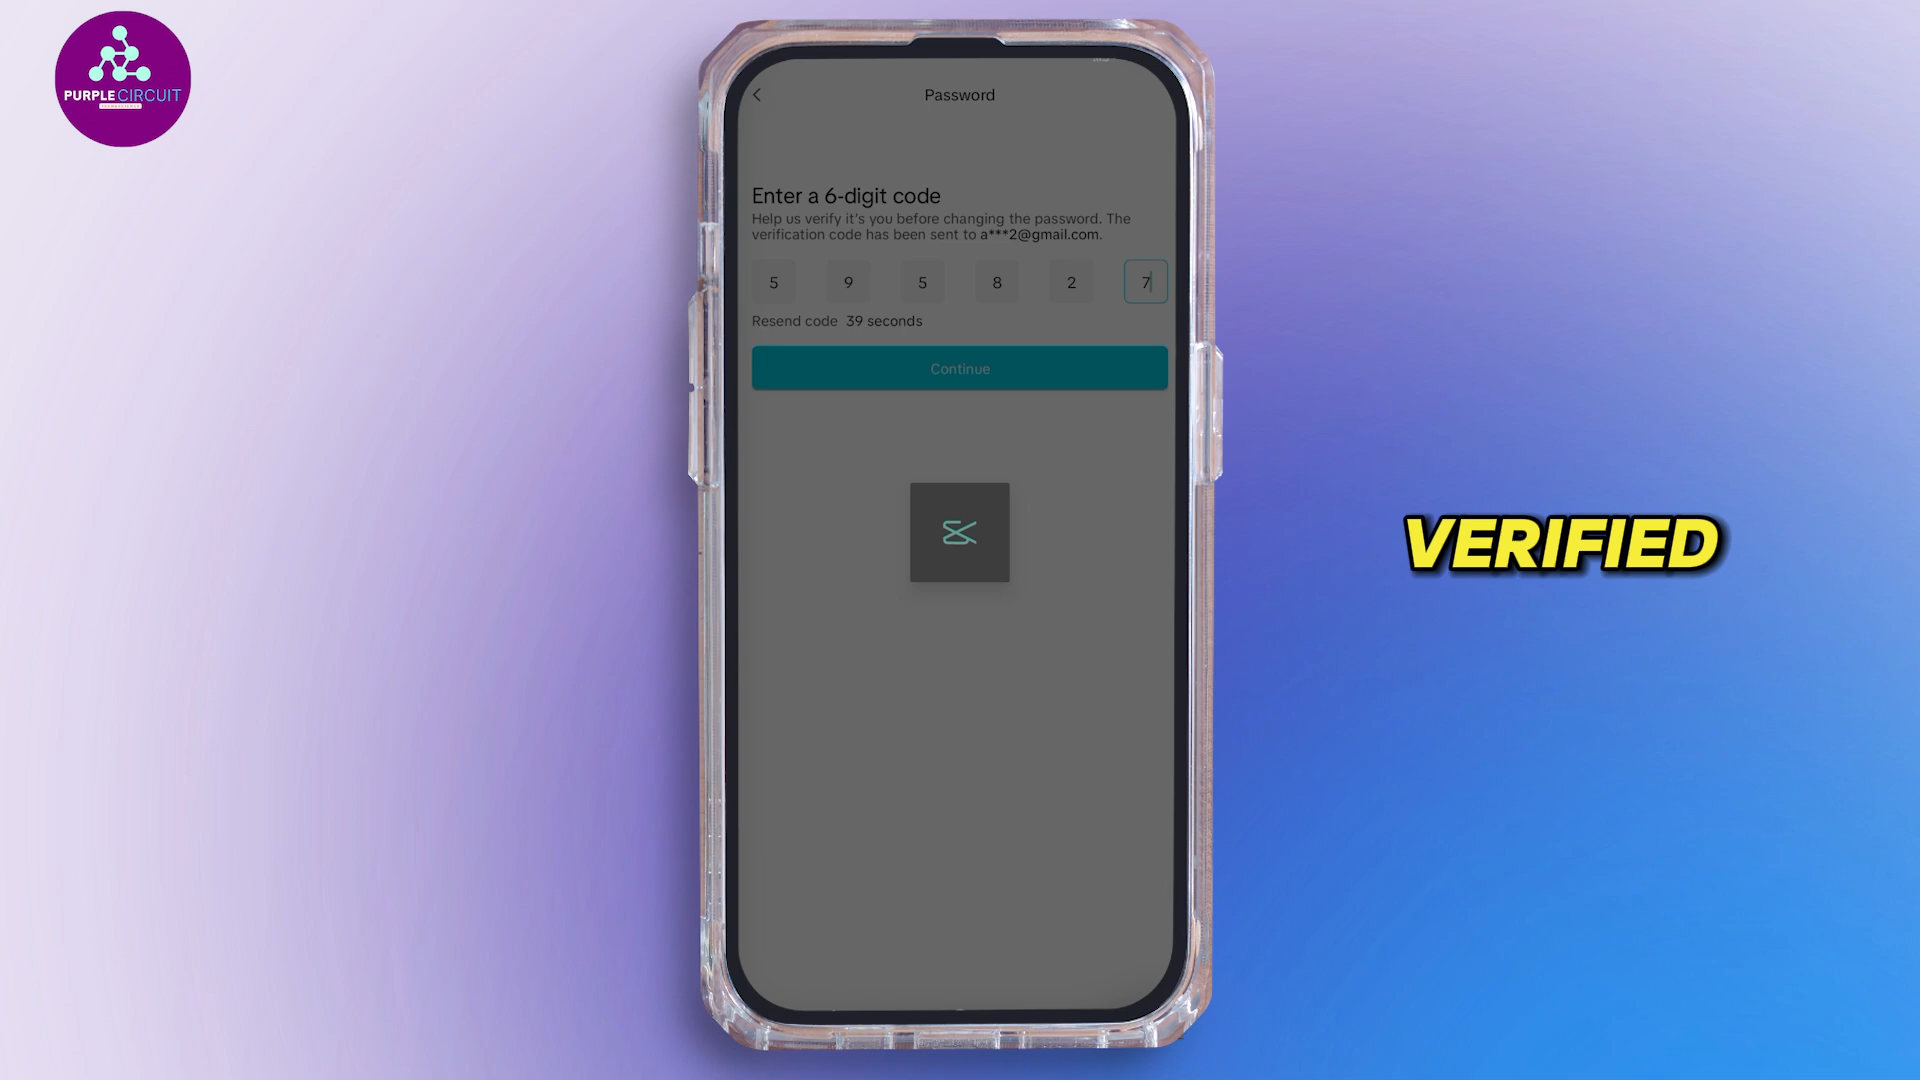 PURPLE CIRCUIT
Password
Enter a 6-digit code
Help us verify it's you before changing the password. The
verification code has been sent to a***2@gmail.com.
5 9 5 8 2 7
Resend code 39 seconds
Continue
VERIFIED